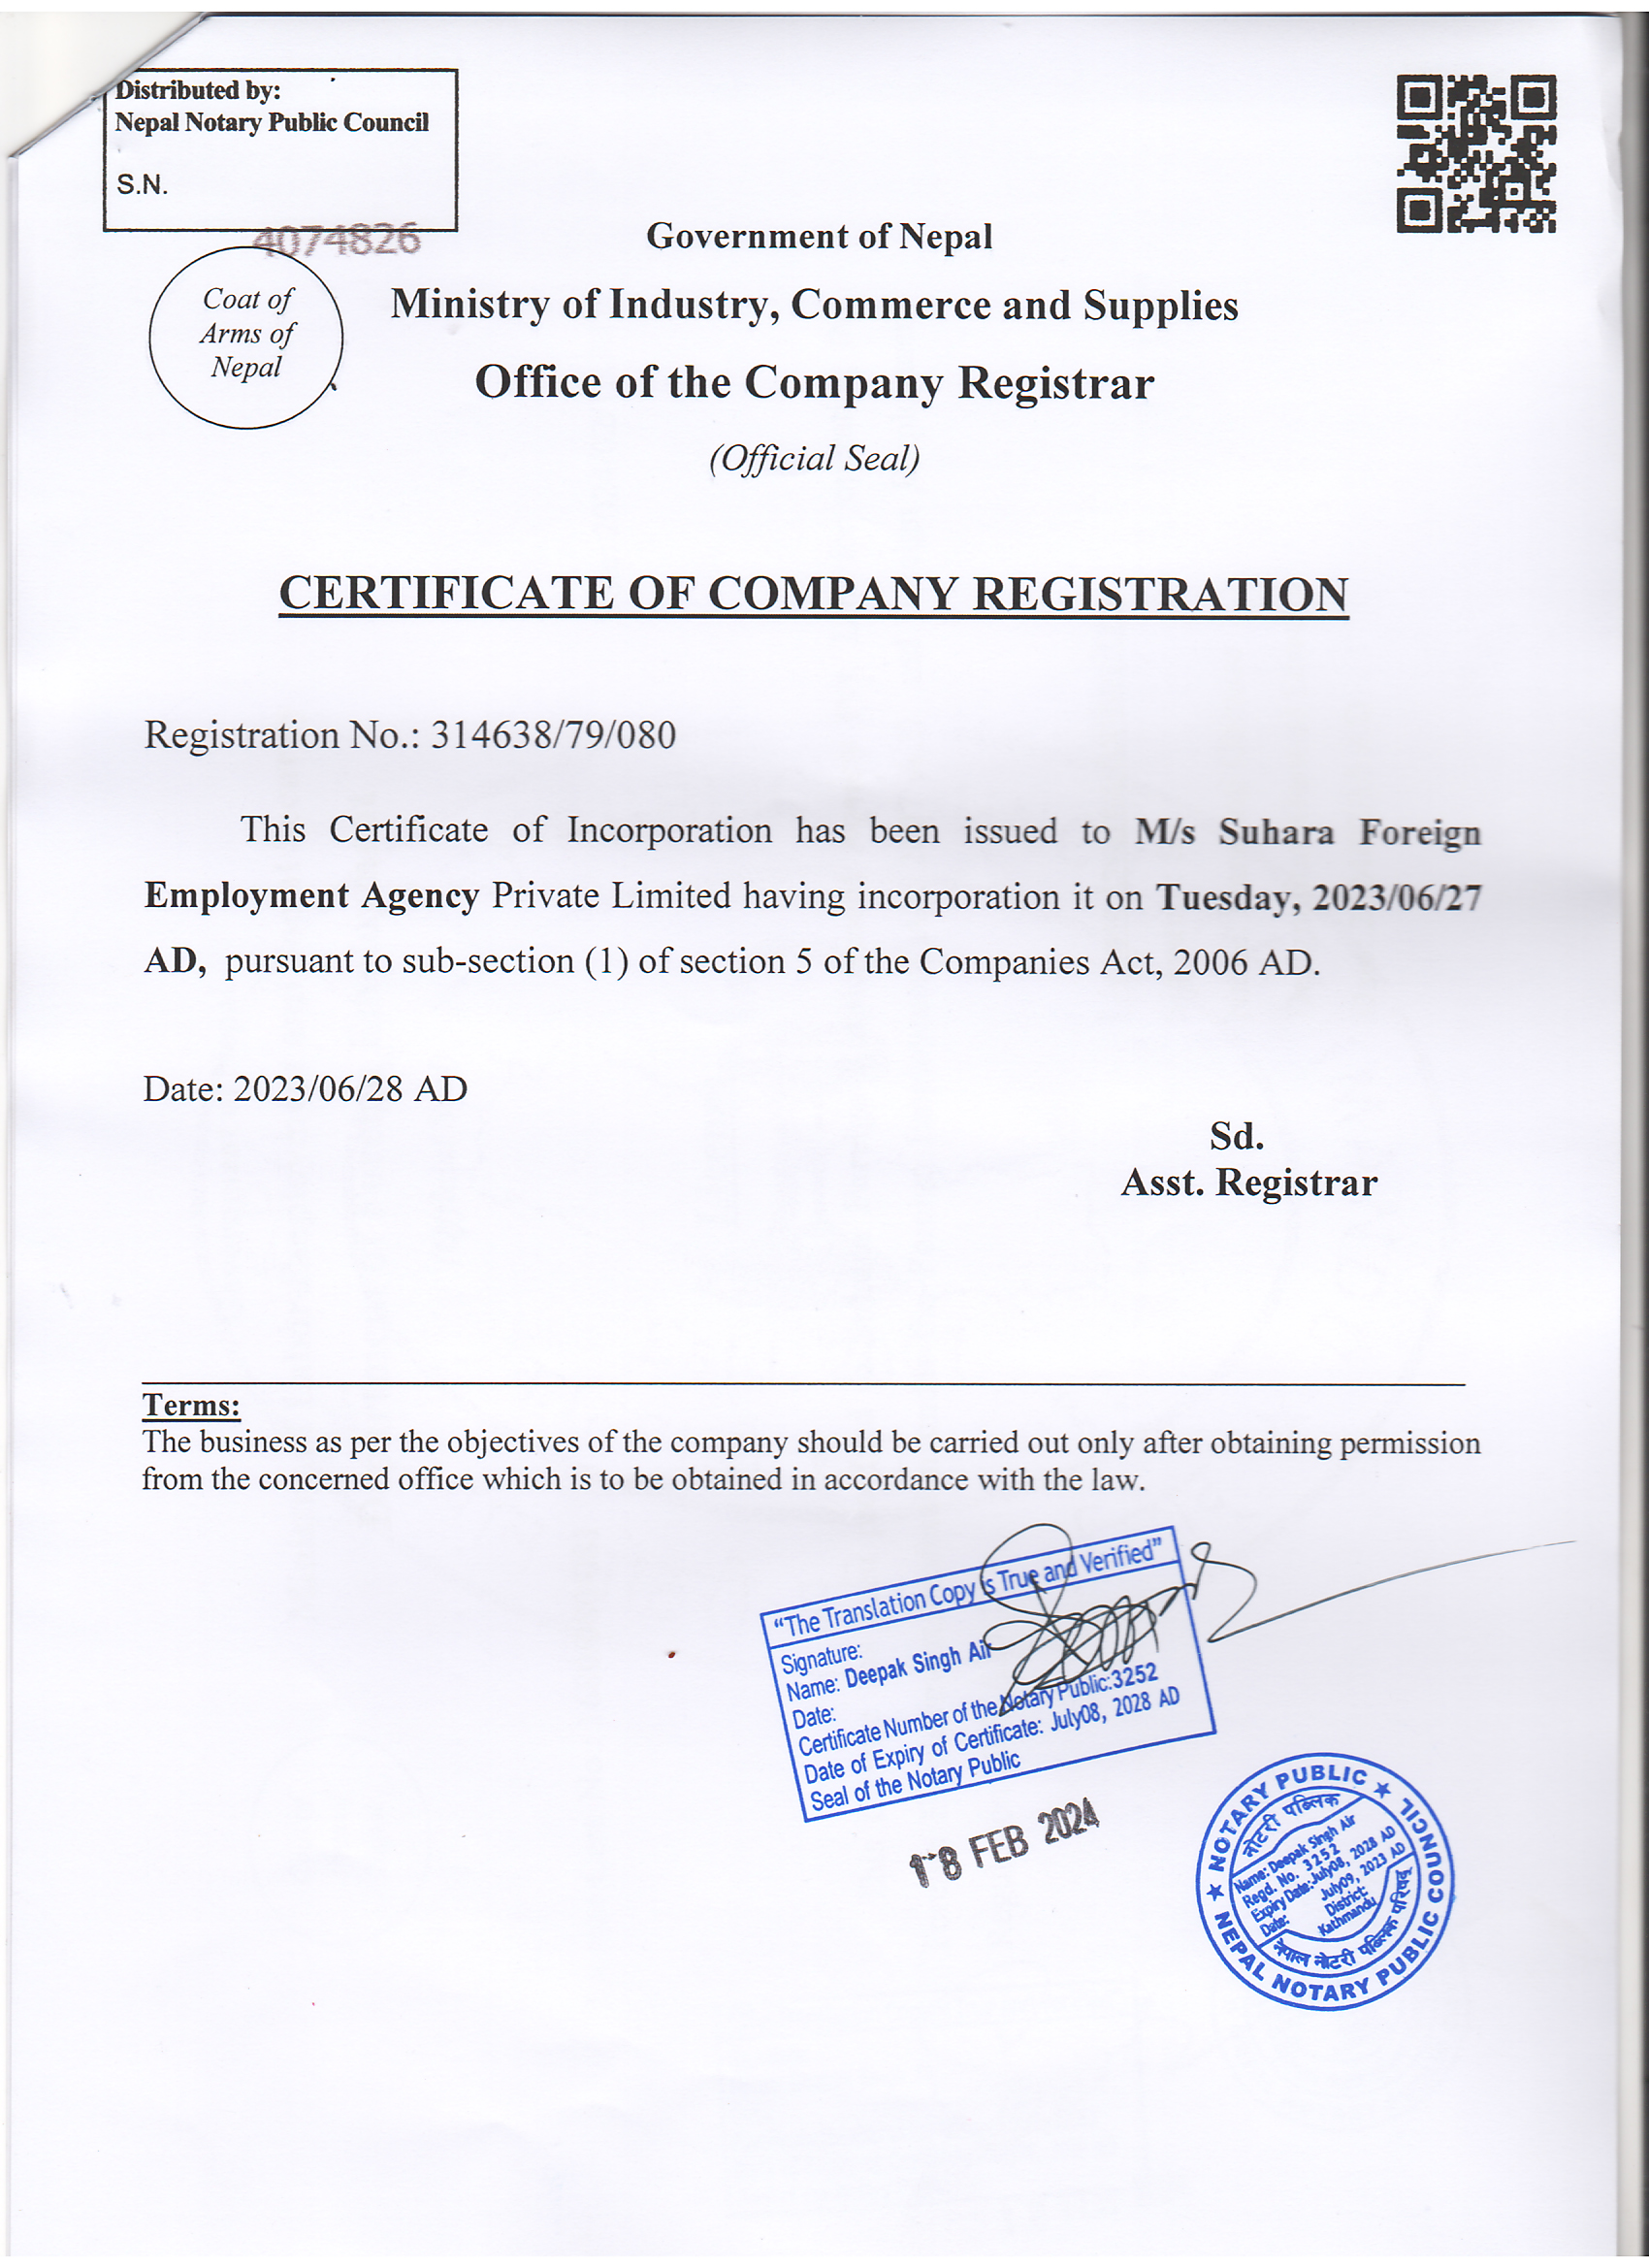 Distributed by:
Nepal Notary Public Council
S.N.
4074826
Coat of
Arms of
Nepal
Government of Nepal
Ministry of Industry, Commerce and Supplies
Office of the Company Registrar
(Official Seal)
CERTIFICATE OF COMPANY REGISTRATION
Registration No.: 314638/79/080
This Certificate of Incorporation has been issued to M/s Suhara Foreign
Employment Agency Private Limited having incorporation it on Tuesday, 2023/06/27
AD, pursuant to sub-section (1) of section 5 of the Companies Act, 2006 AD.
Date: 2023/06/28 AD
Sd.
Asst. Registrar
Terms:
The business as per the objectives of the company should be carried out only after obtaining permission
from the concerned office which is to be obtained in accordance with the law.
“The Translation Copy is True and Verified”
Signature:
Name: Deepak Singh Air
Date:
Certificate Number of the Notary Public:3252
Date of Expiry of Certificate: July08, 2028 AD
Seal of the Notary Public
18 FEB 2024
★ NOTARY PUBLIC ★
NEPAL NOTARY PUBLIC COUNCIL
नोटरी पब्लिक
Name: Deepak Singh Air
Regd. No. 3252
Expiry Date:July08, 2028 AD
Date: July09, 2023 AD
District:
Kathmandu
नेपाल नोटरी पब्लिक परिषद्